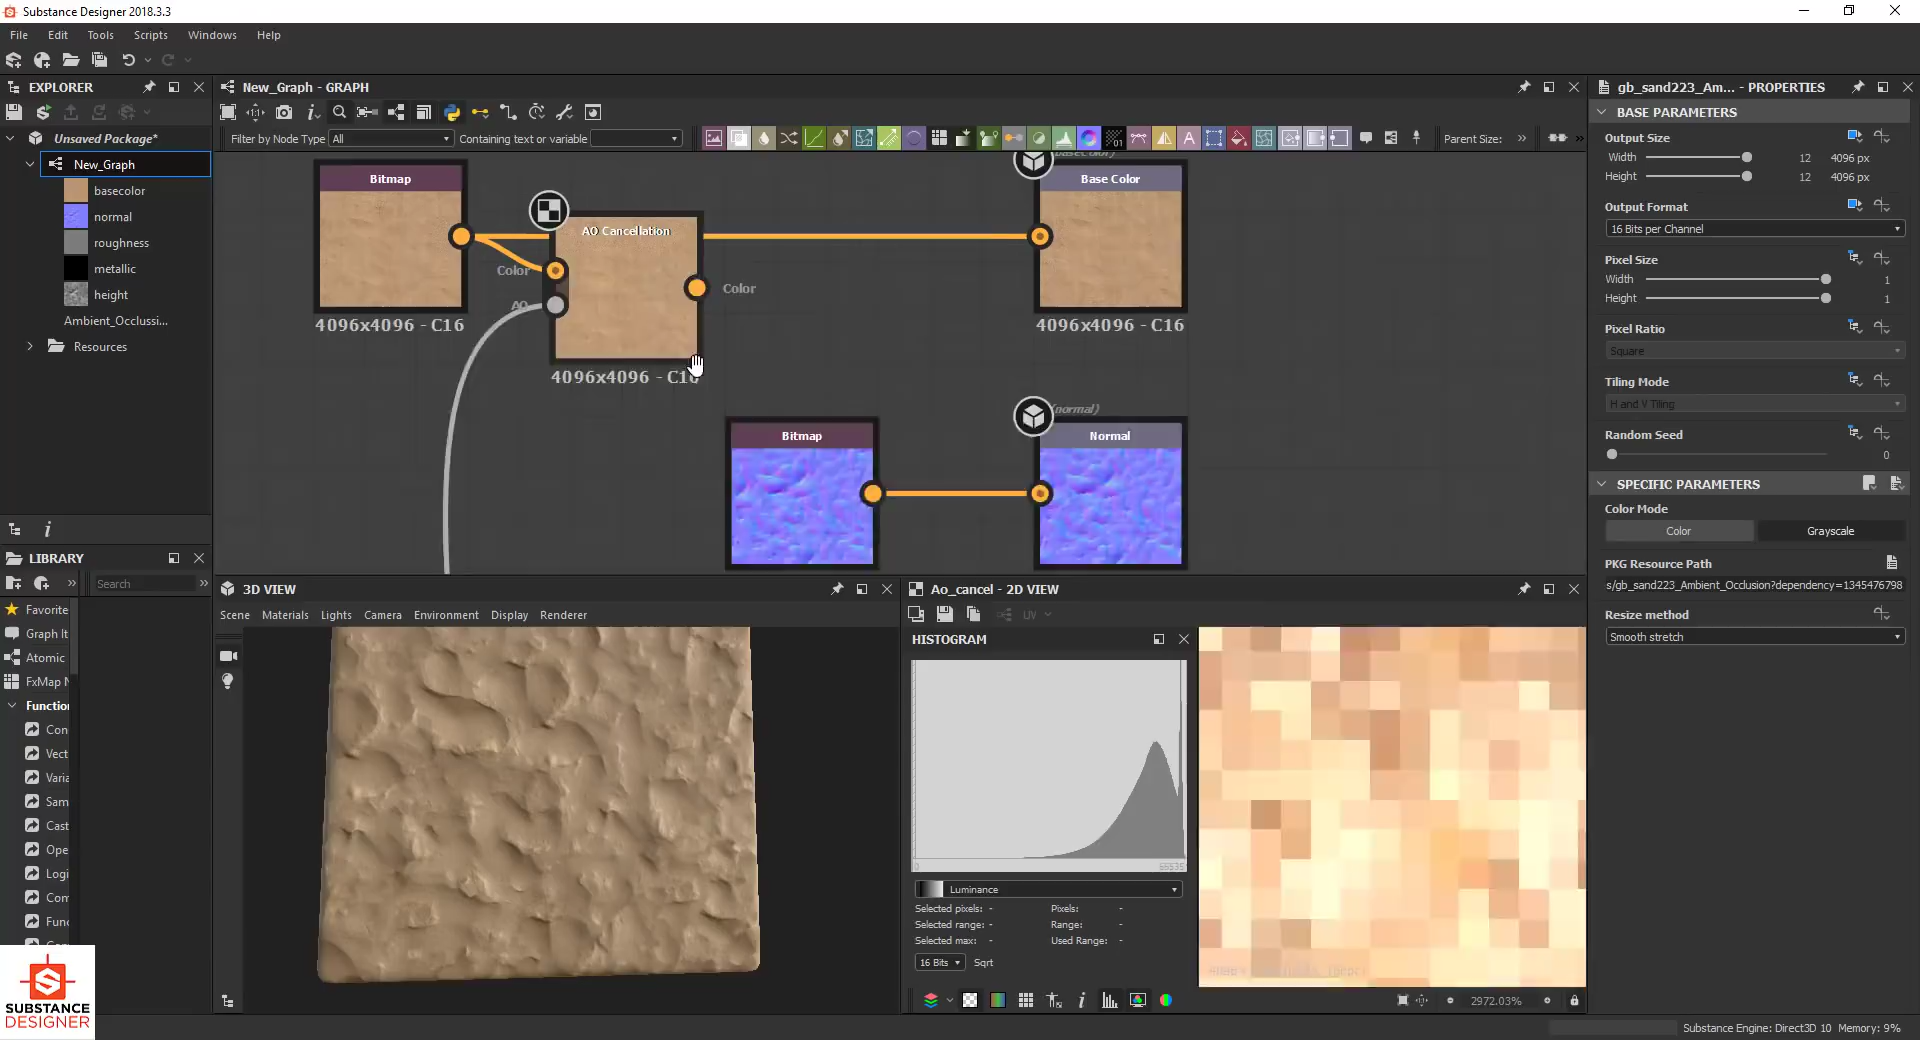 Substance Designer 2018.3.3
File Edit Tools Scripts Windows Help
EXPLORER
Unsaved Package*
New_Graph
basecolor
normal
roughness
metallic
height
Ambient_Occlussi...
Resources
LIBRARY
Search
Favorite
Graph It
Atomic
FxMap N
Function
Con
Vect
Varia
Sam
Cast
Ope
Logi
Com
Func
SUBSTANCE
DESIGNER
New_Graph - GRAPH
Filter by Node Type All Containing text or variable Parent Size:
Bitmap
4096x4096 - C16
AO Cancellation
Color
AO
Color
4096x4096 - C16
Base Color
4096x4096 - C16
Bitmap
(normal)
Normal
3D VIEW
Scene Materials Lights Camera Environment Display Renderer
Ao_cancel - 2D VIEW
UV
HISTOGRAM
0 65535
Luminance
Selected pixels: - Pixels: -
Selected range: - Range: -
Selected max: - Used Range: -
16 Bits Sqrt
2972.03%
gb_sand223_Am... - PROPERTIES
BASE PARAMETERS
Output Size
Width 12 4096 px
Height 12 4096 px
Output Format
16 Bits per Channel
Pixel Size
Width 1
Height 1
Pixel Ratio
Square
Tiling Mode
H and V Tiling
Random Seed
0
SPECIFIC PARAMETERS
Color Mode
Color Grayscale
PKG Resource Path
s/gb_sand223_Ambient_Occlusion?dependency=1345476798
Resize method
Smooth stretch
Substance Engine: Direct3D 10 Memory: 9%